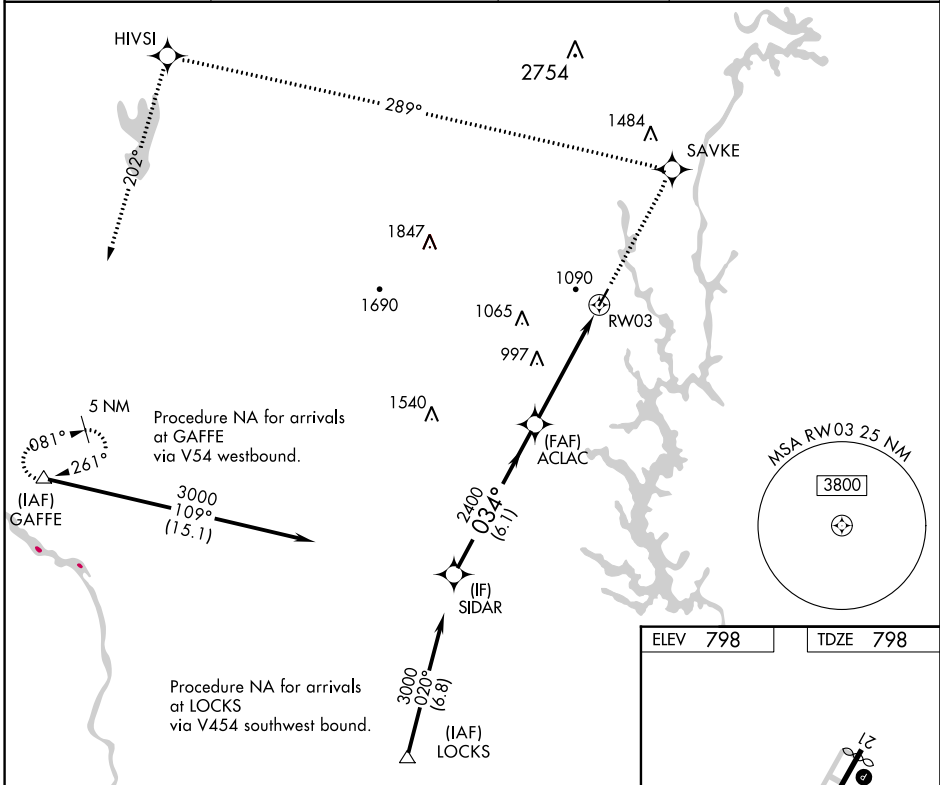 HIVSI
2754
289°
1484
SAVKE
202°
1847
1690
1090
1065
RW03
997
1540
5 NM
081°
261°
Procedure NA for arrivals
at GAFFE
via V54 westbound.
(FAF)
ACLAC
MSA RW03 25 NM
3800
(IAF)
GAFFE
3000
109°
(15.1)
2400
034°
(6.1)
(IF)
SIDAR
ELEV 798
TDZE 798
Procedure NA for arrivals
at LOCKS
via V454 southwest bound.
3000
020°
(6.8)
(IAF)
LOCKS
21
P